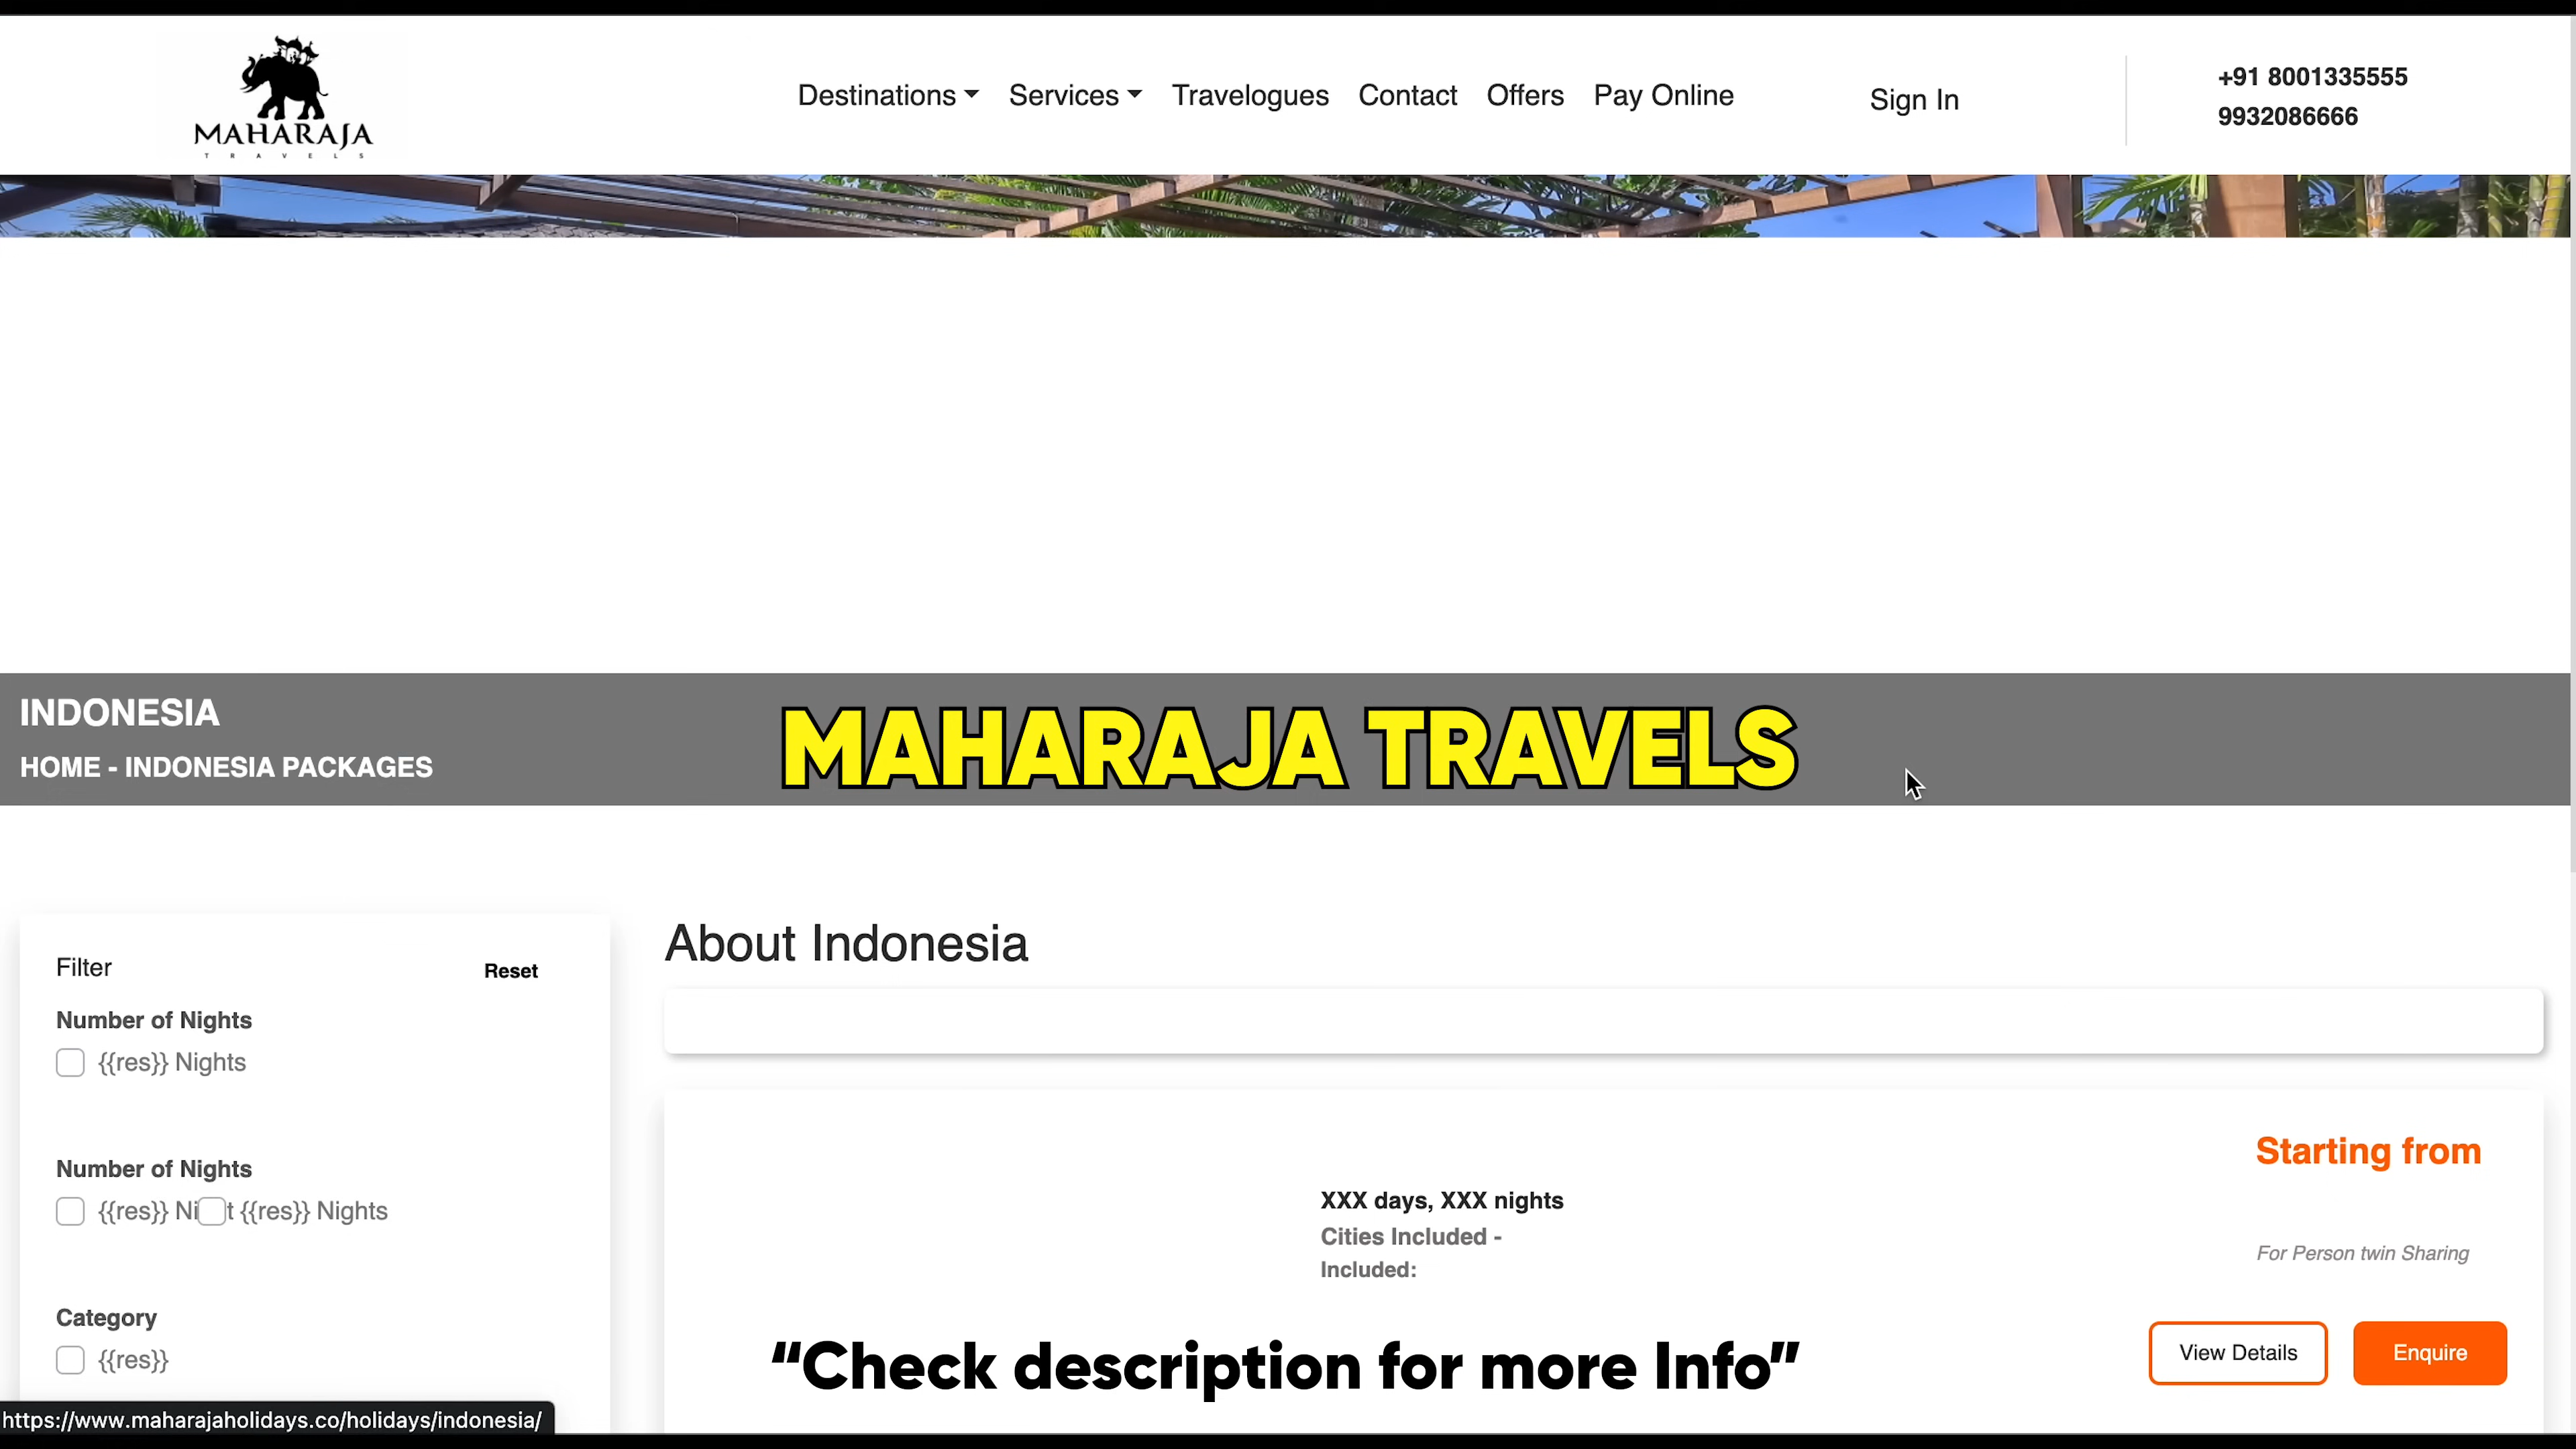 MAHARAJA
TRAVELS
Destinations Services Travelogues Contact Offers Pay Online
Sign In
+91 8001335555
9932086666
INDONESIA
HOME - INDONESIA PACKAGES
MAHARAJA TRAVELS
Filter
Reset
Number of Nights
{{res}} Nights
Number of Nights
{{res}} Ni t {{res}} Nights
Category
{{res}}
About Indonesia
XXX days, XXX nights
Cities Included -
Included:
Starting from
For Person twin Sharing
View Details
Enquire
“Check description for more Info”
https://www.maharajaholidays.co/holidays/indonesia/